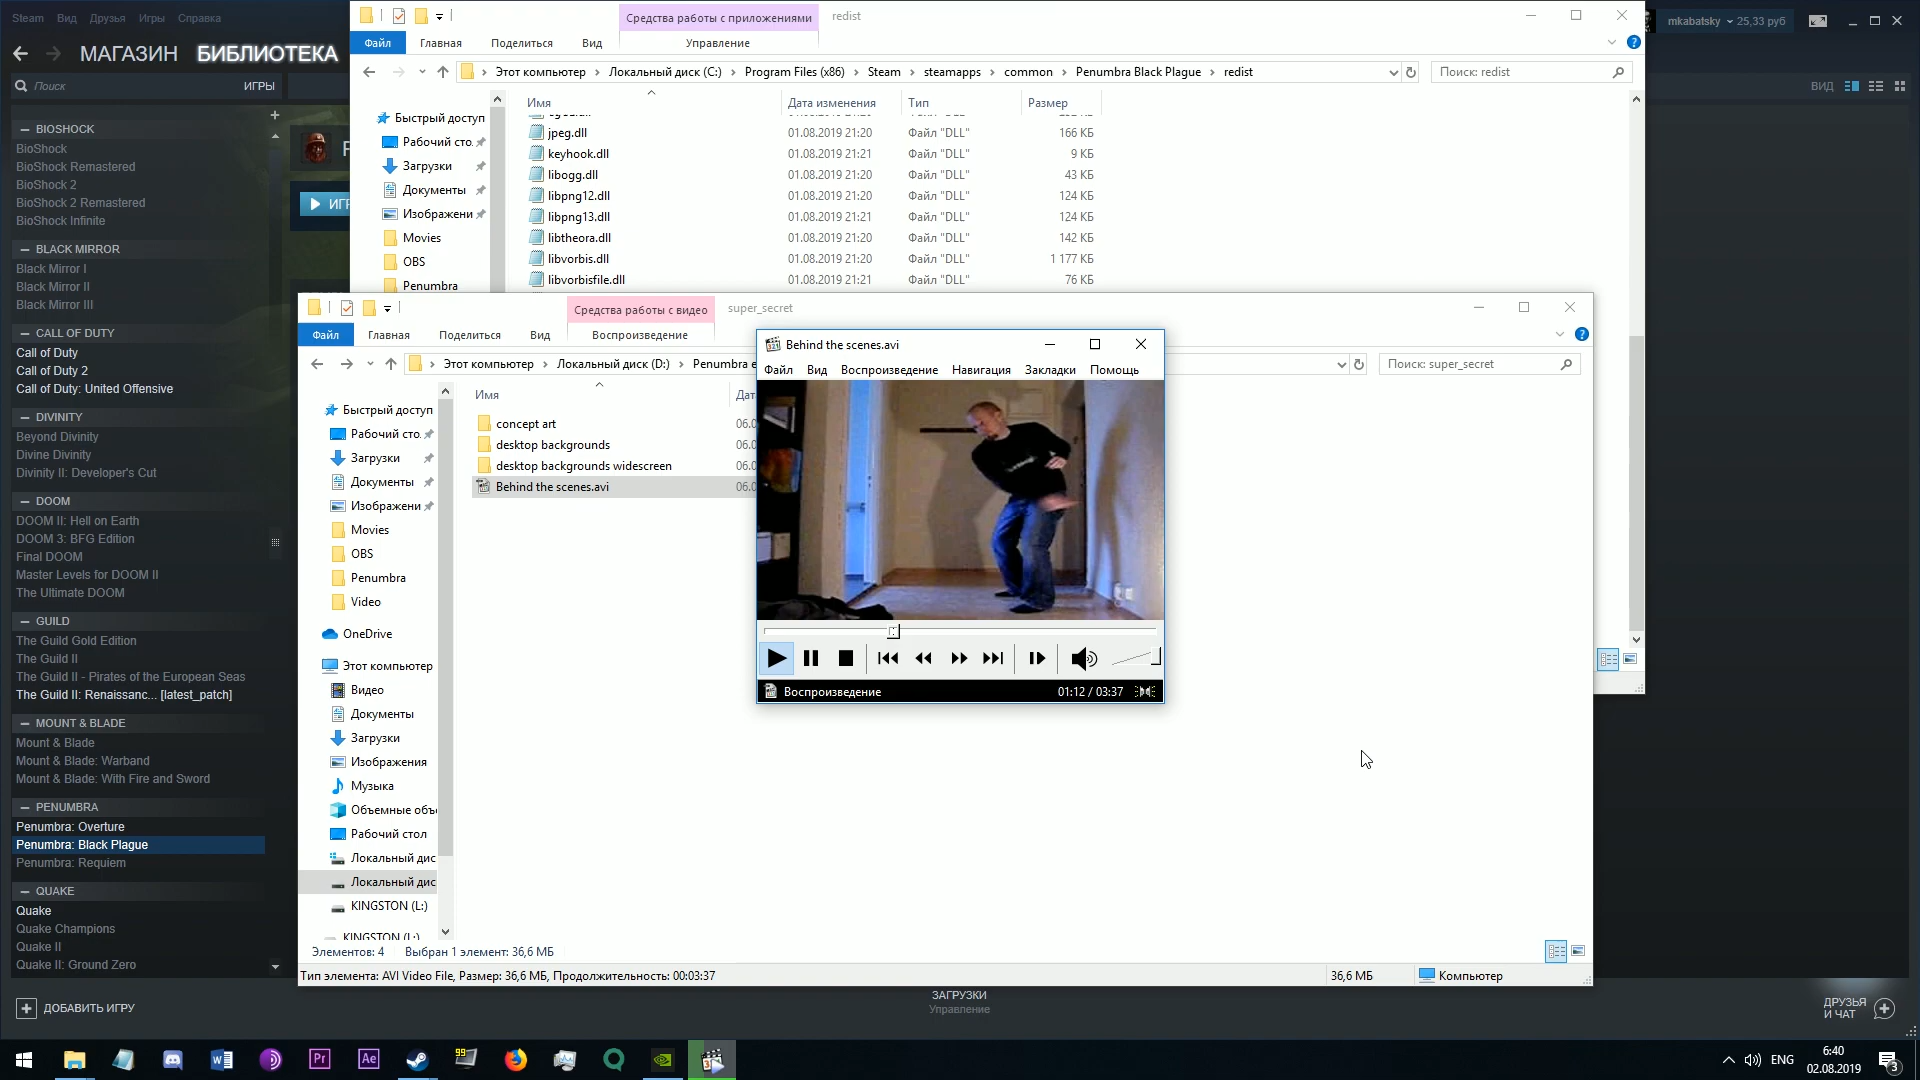 Steam Вид Друзья Игры Справка
МАГАЗИН БИБЛИОТЕКА
Поиск ИГРЫ
BIOSHOCK
BioShock
BioShock Remastered
BioShock 2
BioShock 2 Remastered
BioShock Infinite
BLACK MIRROR
Black Mirror I
Black Mirror II
Black Mirror III
CALL OF DUTY
Call of Duty
Call of Duty 2
Call of Duty: United Offensive
DIVINITY
Beyond Divinity
Divine Divinity
Divinity II: Developer's Cut
DOOM
DOOM II: Hell on Earth
DOOM 3: BFG Edition
Final DOOM
Master Levels for DOOM II
The Ultimate DOOM
GUILD
The Guild Gold Edition
The Guild II
The Guild II - Pirates of the European Seas
The Guild II: Renaissanc... [latest_patch]
MOUNT & BLADE
Mount & Blade
Mount & Blade: Warband
Mount & Blade: With Fire and Sword
PENUMBRA
Penumbra: Overture
Penumbra: Black Plague
Penumbra: Requiem
QUAKE
Quake
Quake Champions
Quake II
Quake II: Ground Zero
ДОБАВИТЬ ИГРУ
ЗАГРУЗКИ
Управление
ДРУЗЬЯ
И ЧАТ
mkabatsky 25,33 руб
ВИД
Средства работы с приложениями redist
Файл Главная Поделиться Вид Управление
Этот компьютер Локальный диск (C:) Program Files (x86) Steam steamapps common Penumbra Black Plague redist
Поиск: redist
Быстрый доступ
Рабочий сто.
Загрузки
Документы
Изображени
Movies
OBS
Penumbra
Имя Дата изменения Тип Размер
jpeg.dll 01.08.2019 21:20 Файл "DLL" 166 КБ
keyhook.dll 01.08.2019 21:21 Файл "DLL" 9 КБ
libogg.dll 01.08.2019 21:20 Файл "DLL" 43 КБ
libpng12.dll 01.08.2019 21:20 Файл "DLL" 124 КБ
libpng13.dll 01.08.2019 21:21 Файл "DLL" 124 КБ
libtheora.dll 01.08.2019 21:20 Файл "DLL" 142 КБ
libvorbis.dll 01.08.2019 21:20 Файл "DLL" 1 177 КБ
libvorbisfile.dll 01.08.2019 21:21 Файл "DLL" 76 КБ
Средства работы с видео super_secret
Файл Главная Поделиться Вид Воспроизведение
Этот компьютер Локальный диск (D:) Penumbra e
Поиск: super_secret
Быстрый доступ
Рабочий сто.
Загрузки
Документы
Изображени
Movies
OBS
Penumbra
Video
OneDrive
Этот компьютер
Видео
Документы
Загрузки
Изображения
Музыка
Объемные объ
Рабочий стол
Локальный дис
Локальный дис
KINGSTON (L:)
KINGSTON (L:)
Имя Дат
concept art 06.0
desktop backgrounds 06.0
desktop backgrounds widescreen 06.0
Behind the scenes.avi 06.0
Элементов: 4 Выбран 1 элемент: 36,6 МБ
Тип элемента: AVI Video File, Размер: 36,6 МБ, Продолжительность: 00:03:37
36,6 МБ Компьютер
Behind the scenes.avi
Файл Вид Воспроизведение Навигация Закладки Помощь
Воспроизведение 01:12 / 03:37
ENG
6:40
02.08.2019
3